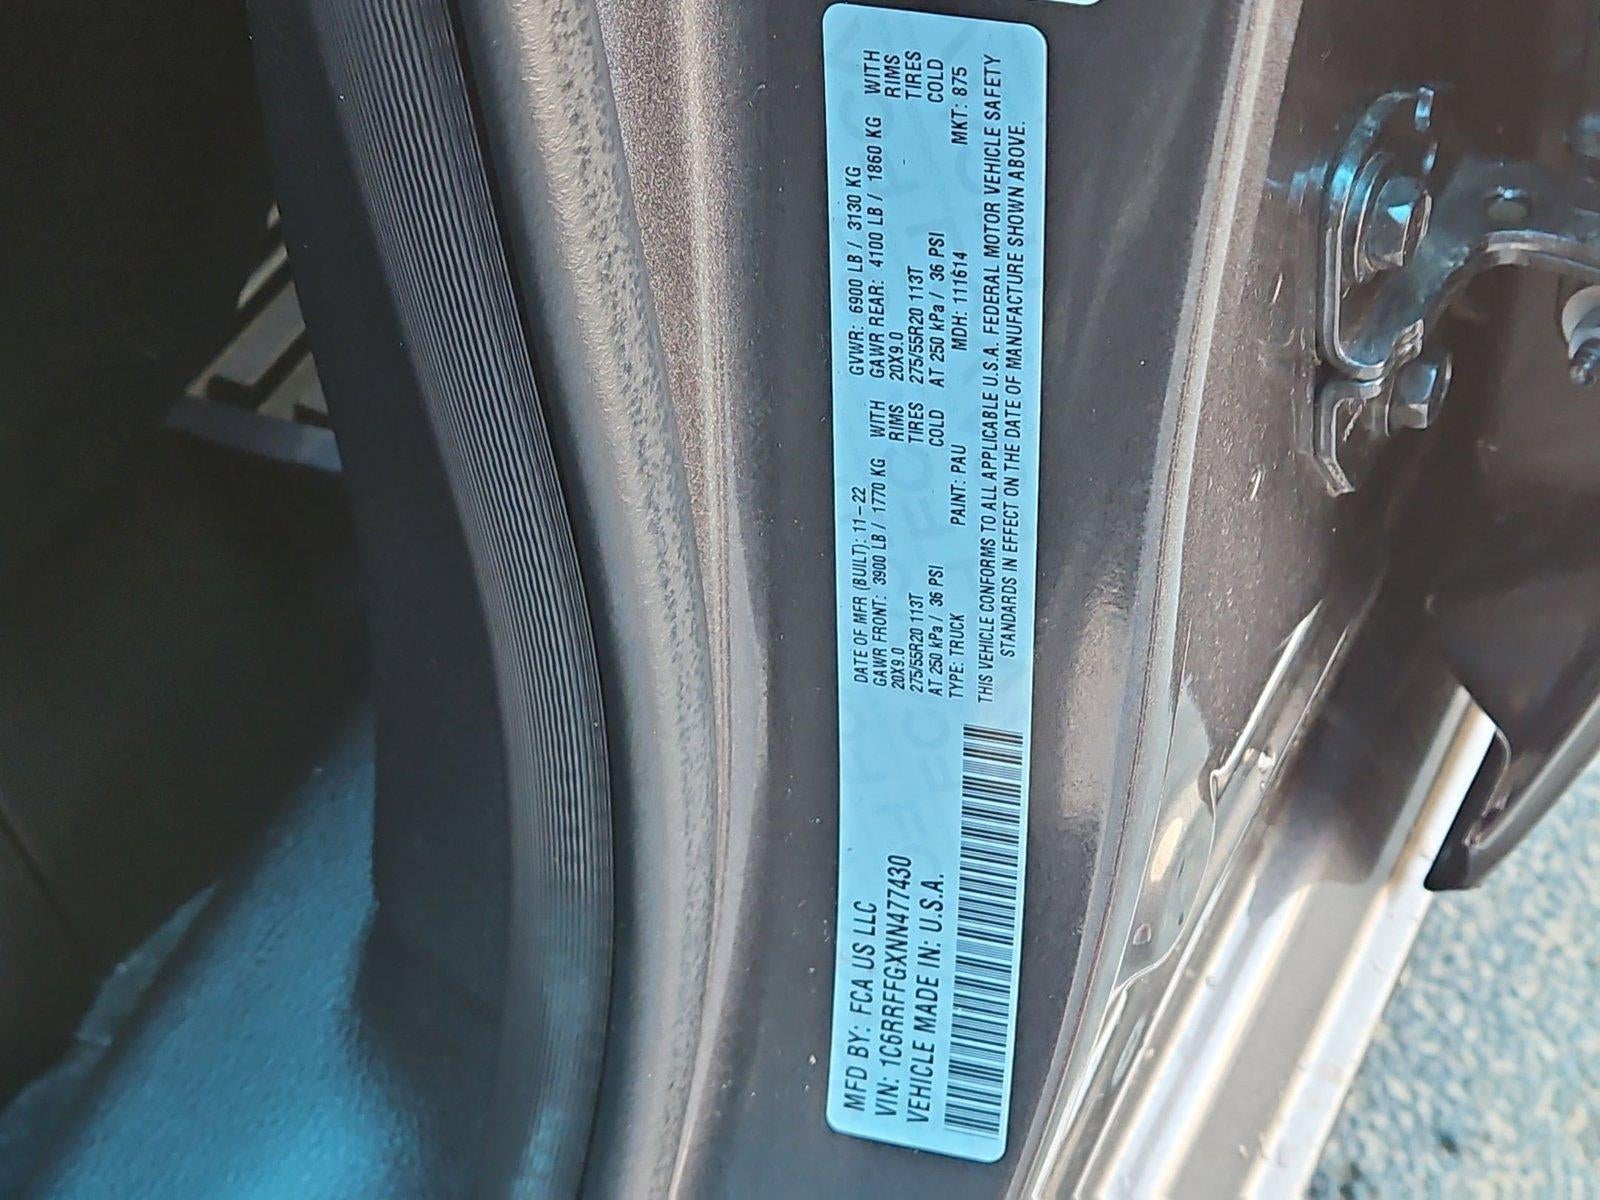 MFD BY: FCA US LLC
VIN: 1C6RRFFGXNN477430
VEHICLE MADE IN: U.S.A.
DATE OF MFR (BUILT): 11-22 GVWR: 6900 LB / 3130 KG
GAWR FRONT: 3900 LB / 1770 KG WITH GAWR REAR: 4100 LB / 1860 KG WITH
20X9.0 RIMS 20X9.0 RIMS
275/55R20 113T TIRES 275/55R20 113T TIRES
AT 250 kPa / 36 PSI COLD AT 250 kPa / 36 PSI COLD
TYPE: TRUCK PAINT: PAU MDH: 111614 MKT: 875
THIS VEHICLE CONFORMS TO ALL APPLICABLE U.S.A. FEDERAL MOTOR VEHICLE SAFETY
STANDARDS IN EFFECT ON THE DATE OF MANUFACTURE SHOWN ABOVE.